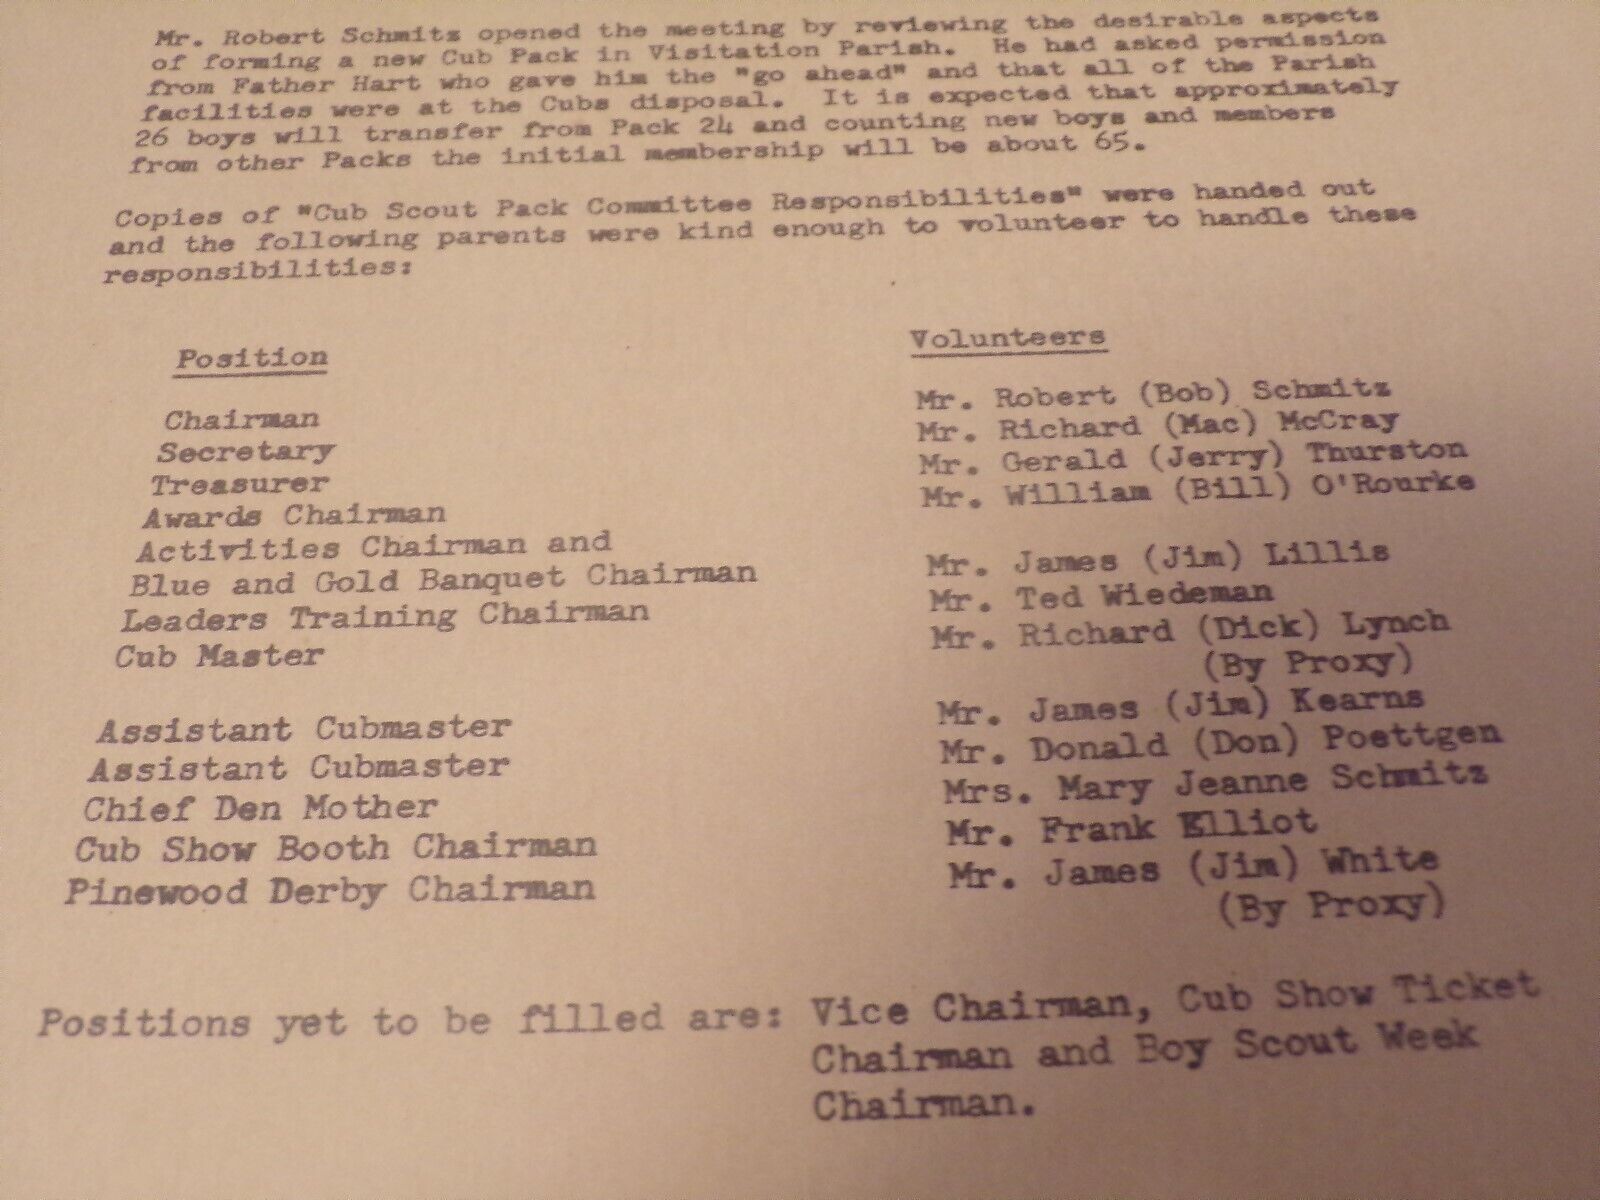 Mr. Robert Schmitz opened the meeting by reviewing the desirable aspects
of forming a new Cub Pack in Visitation Parish. He had asked permission
from Father Hart who gave him the "go ahead" and that all of the Parish
facilities were at the Cubs disposal. It is expected that approximately
26 boys will transfer from Pack 24 and counting new boys and members
from other Packs the initial membership will be about 65.
Copies of "Cub Scout Pack Committee Responsibilities" were handed out
and the following parents were kind enough to volunteer to handle these
responsibilities:
Position Volunteers
Chairman Mr. Robert (Bob) Schmitz
Secretary Mr. Richard (Mac) McCray
Treasurer Mr. Gerald (Jerry) Thurston
Awards Chairman Mr. William (Bill) O'Rourke
Activities Chairman and
Blue and Gold Banquet Chairman Mr. James (Jim) Lillis
Leaders Training Chairman Mr. Ted Wiedeman
Cub Master Mr. Richard (Dick) Lynch
(By Proxy)
Assistant Cubmaster Mr. James (Jim) Kearns
Assistant Cubmaster Mr. Donald (Don) Poettgen
Chief Den Mother Mrs. Mary Jeanne Schmitz
Cub Show Booth Chairman Mr. Frank Elliot
Pinewood Derby Chairman Mr. James (Jim) White
(By Proxy)
Positions yet to be filled are: Vice Chairman, Cub Show Ticket
Chairman and Boy Scout Week
Chairman.